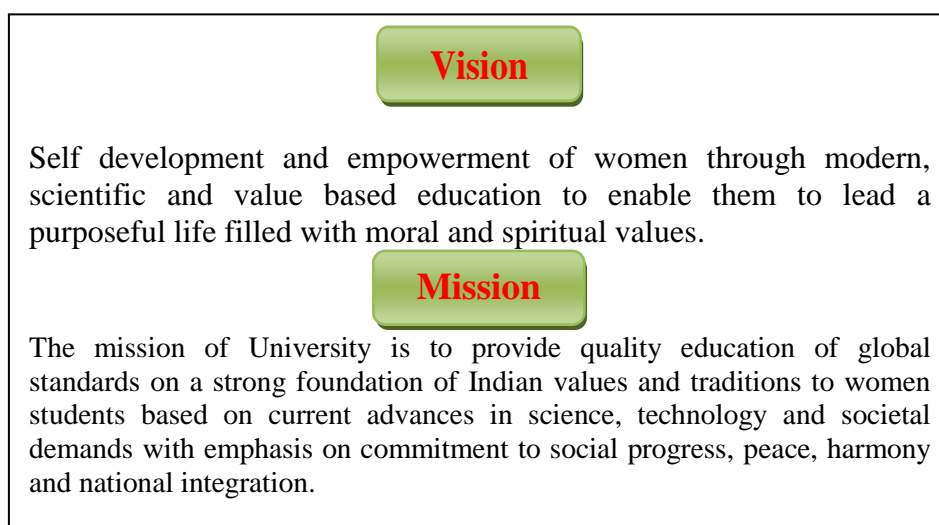 Vision
Self development and empowerment of women through modern,
scientific and value based education to enable them to lead a
purposeful life filled with moral and spiritual values.
Mission
The mission of University is to provide quality education of global
standards on a strong foundation of Indian values and traditions to women
students based on current advances in science, technology and societal
demands with emphasis on commitment to social progress, peace, harmony
and national integration.